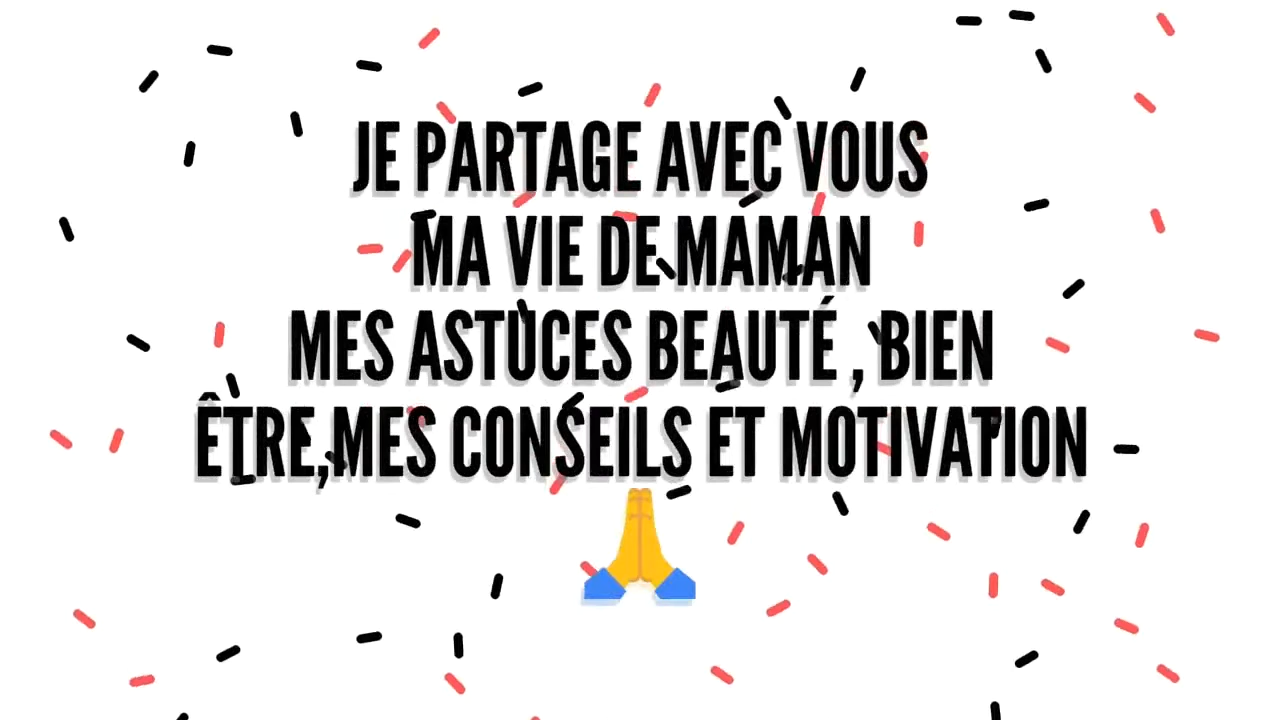 JE PARTAGE AVEC VOUS
MA VIE DE MAMAN
MES ASTUCES BEAUTÉ , BIEN
ÊTRE,MES CONSEILS ET MOTIVATION
🙏